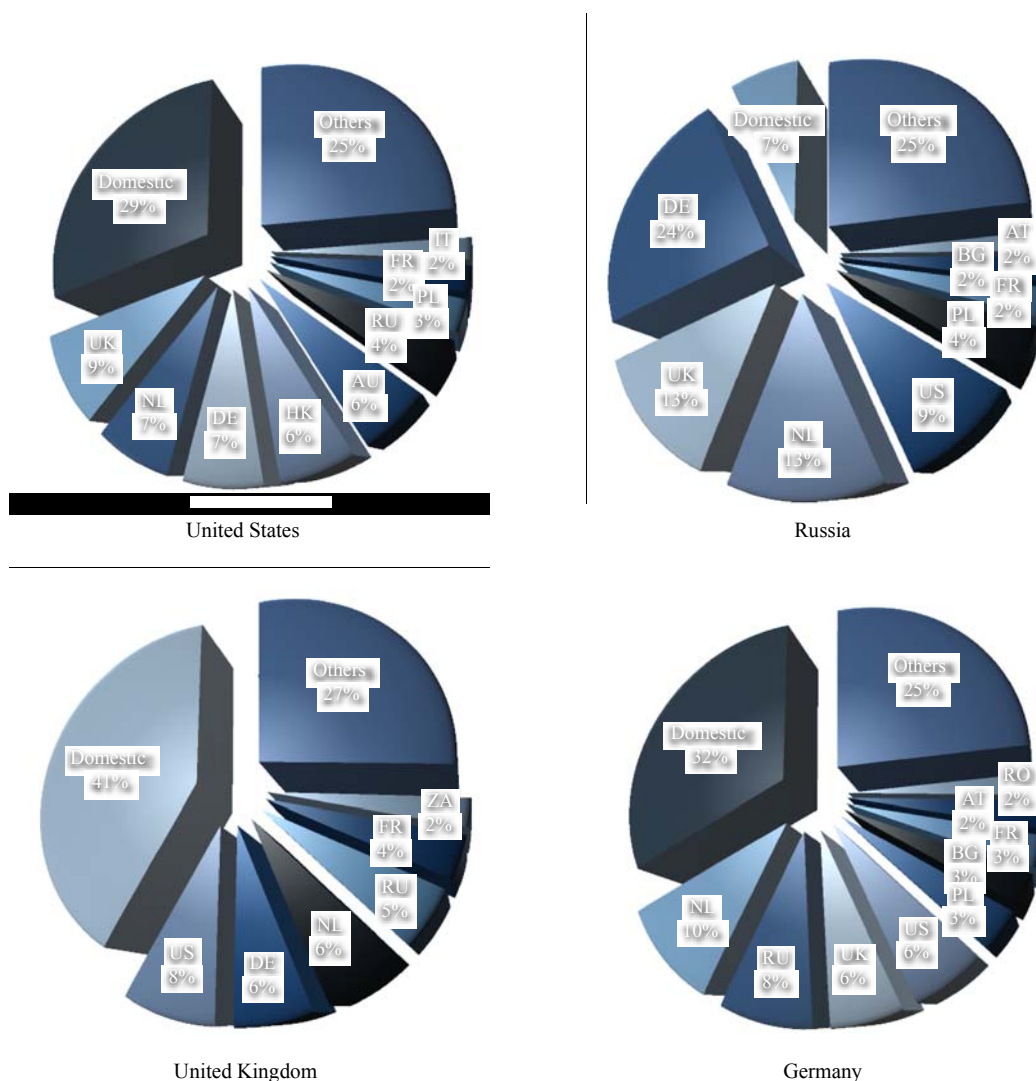 Others
25%
Domestic
29%
IT
2%
FR
2%
PL
3%
RU
4%
AU
6%
HK
6%
DE
7%
NL
7%
UK
9%
United States
Others
25%
Domestic
7%
DE
24%
AT
2%
BG
2%
FR
2%
PL
4%
US
9%
NL
13%
UK
13%
Russia
Others
27%
Domestic
41%
ZA
2%
FR
4%
RU
5%
NL
6%
DE
6%
US
8%
United Kingdom
Others
25%
Domestic
32%
RO
2%
AT
2%
FR
3%
BG
3%
PL
3%
US
6%
UK
6%
RU
8%
NL
10%
Germany